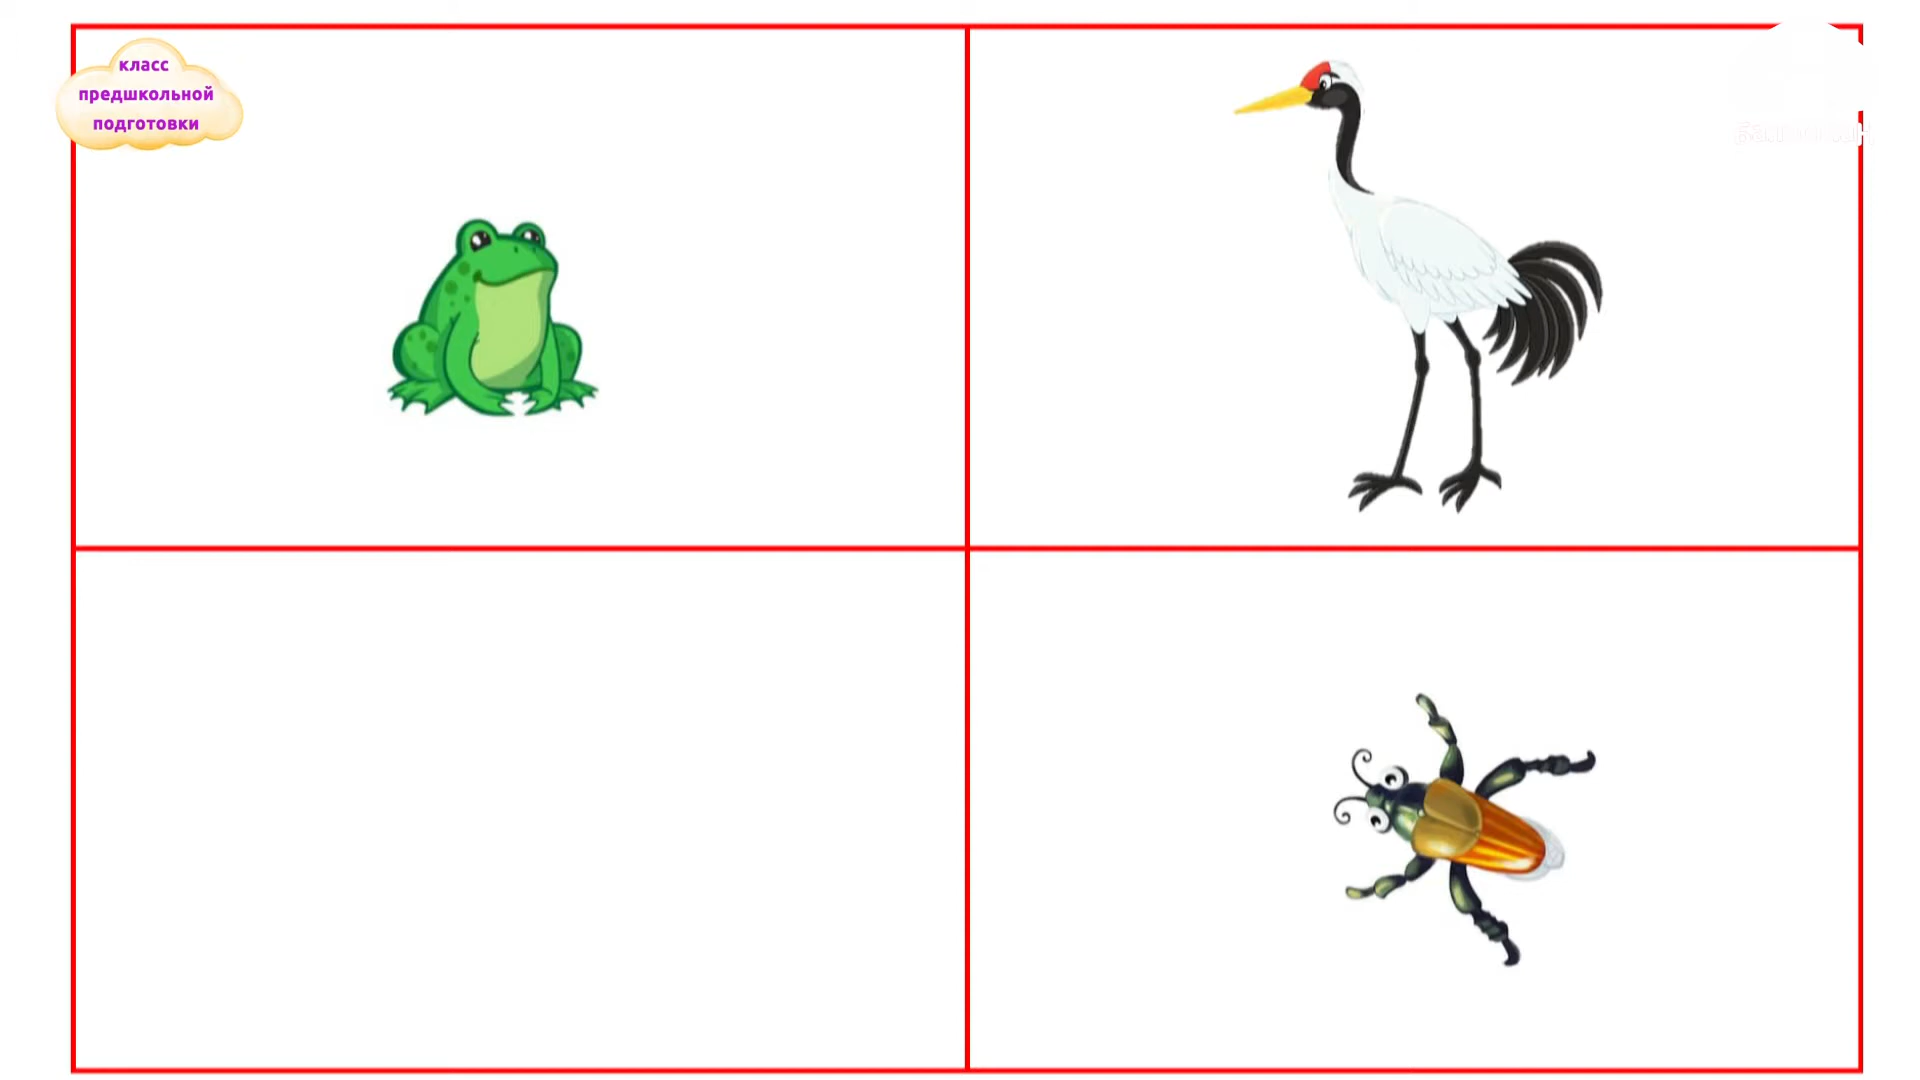 класс
предшкольной
подготовки